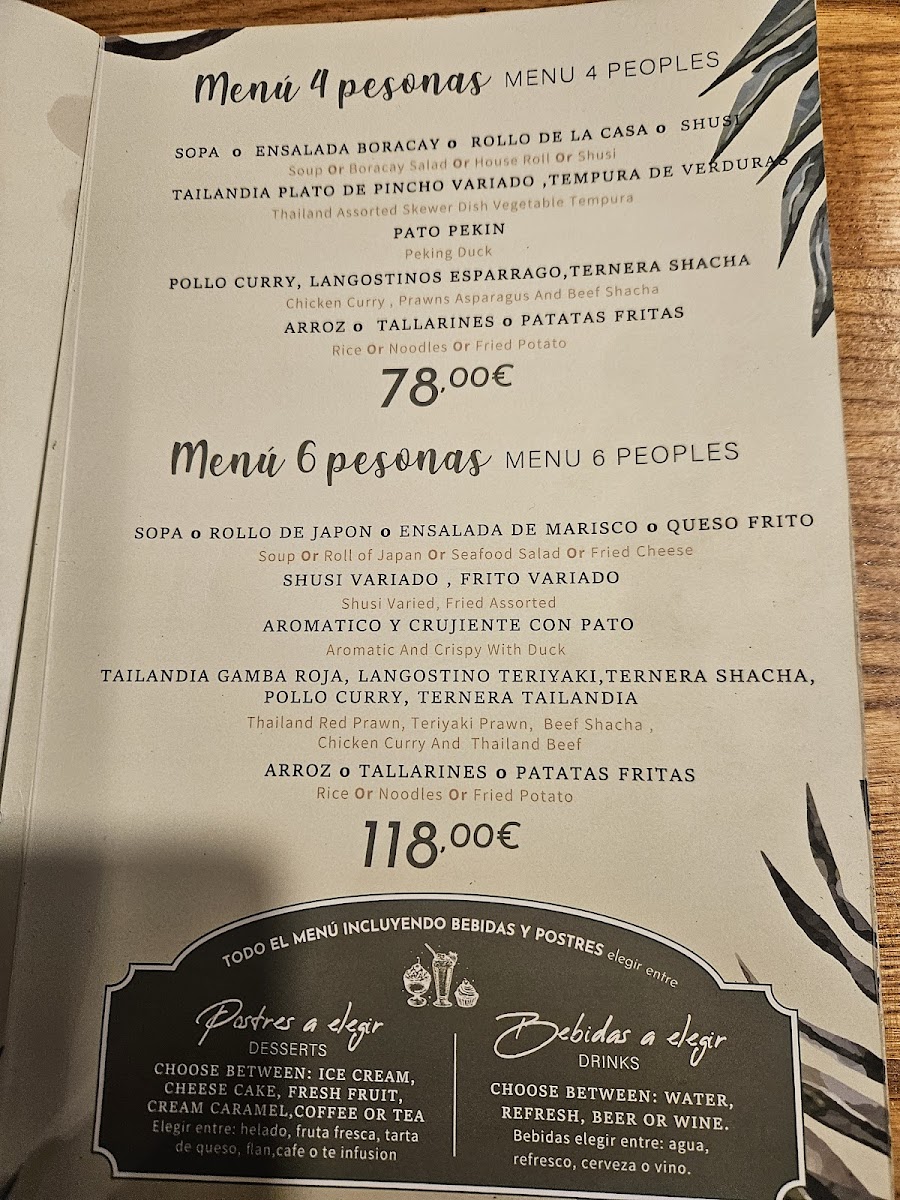 Menú 4 pesonas MENU 4 PEOPLES
SOPA o ENSALADA BORACAY o ROLLO DE LA CASA o SHUSI
Soup Or Boracay Salad Or House Roll Or Shusi
TAILANDIA PLATO DE PINCHO VARIADO ,TEMPURA DE VERDURAS
Thailand Assorted Skewer Dish Vegetable Tempura
PATO PEKIN
Peking Duck
POLLO CURRY, LANGOSTINOS ESPARRAGO,TERNERA SHACHA
Chicken Curry , Prawns Asparagus And Beef Shacha
ARROZ o TALLARINES o PATATAS FRITAS
Rice Or Noodles Or Fried Potato
78,00€
Menú 6 pesonas MENU 6 PEOPLES
SOPA o ROLLO DE JAPON o ENSALADA DE MARISCO o QUESO FRITO
Soup Or Roll of Japan Or Seafood Salad Or Fried Cheese
SHUSI VARIADO , FRITO VARIADO
Shusi Varied, Fried Assorted
AROMATICO Y CRUJIENTE CON PATO
Aromatic And Crispy With Duck
TAILANDIA GAMBA ROJA, LANGOSTINO TERIYAKI,TERNERA SHACHA,
POLLO CURRY, TERNERA TAILANDIA
Thailand Red Prawn, Teriyaki Prawn, Beef Shacha ,
Chicken Curry And Thailand Beef
ARROZ o TALLARINES o PATATAS FRITAS
Rice Or Noodles Or Fried Potato
118,00€
TODO EL MENÚ INCLUYENDO BEBIDAS Y POSTRES elegir entre
Postres a elegir
DESSERTS
CHOOSE BETWEEN: ICE CREAM,
CHEESE CAKE, FRESH FRUIT,
CREAM CARAMEL,COFFEE OR TEA
Elegir entre: helado, fruta fresca, tarta
de queso, flan,cafe o te infusion
Bebidas a elegir
DRINKS
CHOOSE BETWEEN: WATER,
REFRESH, BEER OR WINE.
Bebidas elegir entre: agua,
refresco, cerveza o vino.